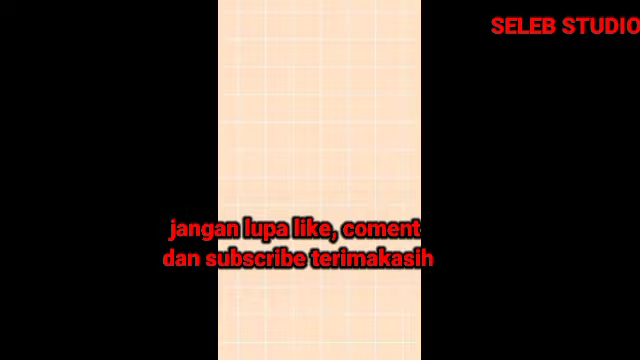 SELEB STUDIO
jangan lupa like, coment
dan subscribe terimakasih